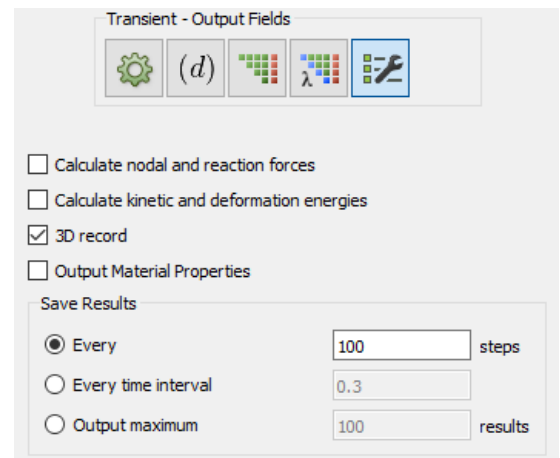 Transient - Output Fields
(d)
λ
Calculate nodal and reaction forces
Calculate kinetic and deformation energies
3D record
Output Material Properties
Save Results
Every 100 steps
Every time interval 0.3
Output maximum 100 results